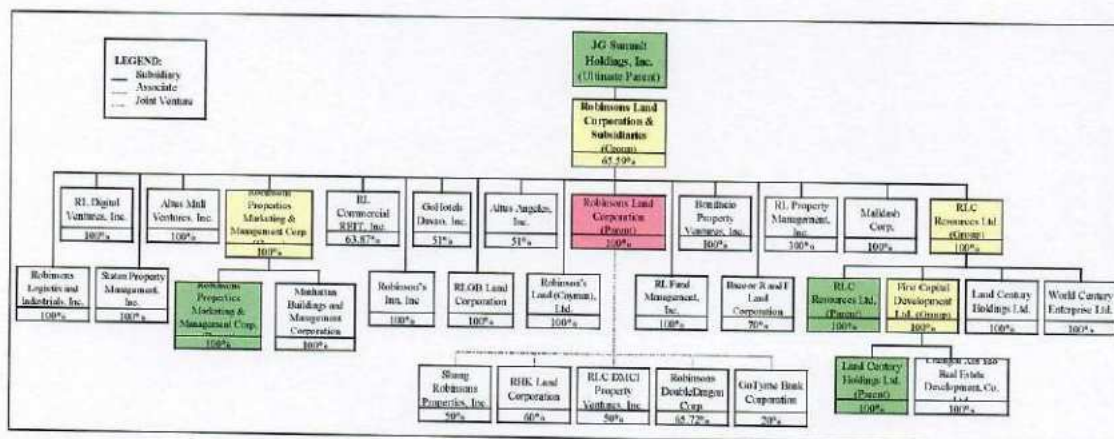 JG Summit
Holdings, Inc.
(Ultimate Parent)
LEGEND:
Subsidiary
Associate
Joint Venture
Robinsons Land
Corporation &
Subsidiaries
(Group)
65.59%
RL Digital
Ventures, Inc.
100%
Altus Mall
Ventures, Inc.
100%
Robinsons
Properties
Marketing &
Management Corp
100%
RL
Commercial
REIT, Inc.
63.87%
GoHotels
Davao, Inc.
51%
Altus Angeles,
Inc.
51%
Robinsons Land
Corporation
(Parent)
100%
Bonifacio
Property
Ventures, Inc.
100%
RL Property
Management,
Inc.
100%
Malldash
Corp.
100%
RLC
Resources Ltd
(Group)
100%
Robinsons
Logistix and
Industrials, Inc.
100%
Staten Property
Management,
Inc.
100%
Robinsons
Properties
Marketing &
Management Corp.
100%
Manhattan
Buildings and
Management
Corporation
100%
Robinson's
Inn, Inc
100%
RLGB Land
Corporation
100%
Robinson's
Land (Cayman),
Ltd.
100%
RL Fund
Management,
Inc.
100%
Land
Corporation
70%
RLC
Resources Ltd.
(Parent)
100%
First Capital
Development
Ltd. (Group)
100%
Land Century
Holdings Ltd.
100%
World Century
Enterprise Ltd.
100%
Shang
Robinsons
Properties, Inc.
50%
RHK Land
Corporation
60%
RLC DMCI
Property
Ventures, Inc
50%
Robinsons
DoubleDragon
Corp
65.72%
GoTyme Bank
Corporation
20%
Land Century
Holdings Ltd.
(Parent)
100%
Real Estate
Development, Co.
100%